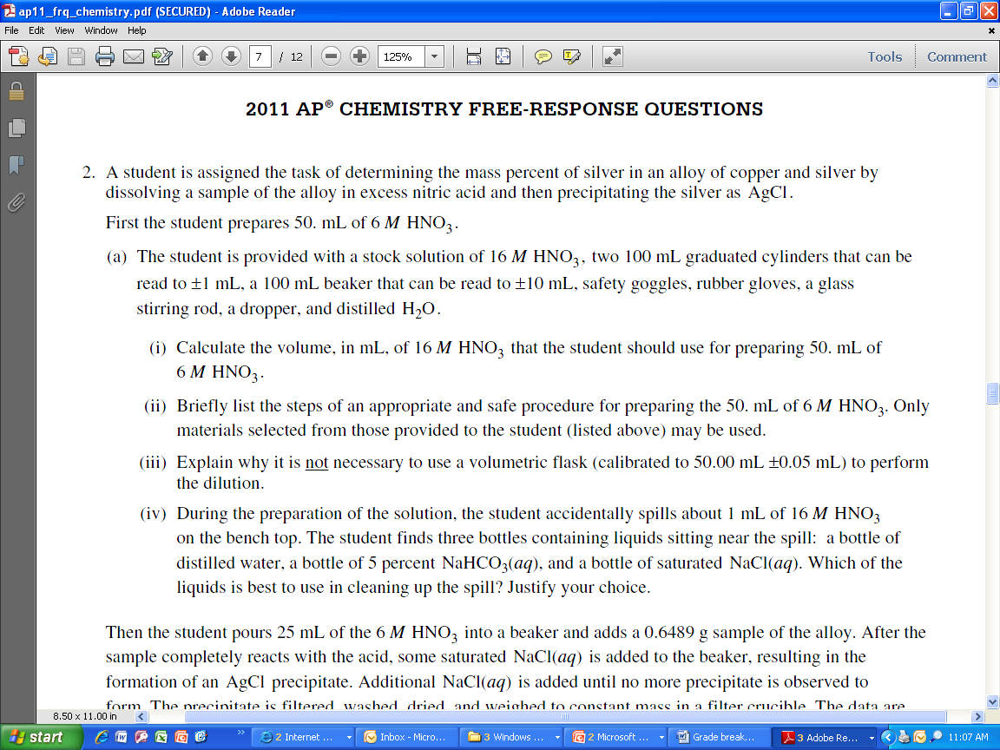 ap11_frq_chemistry.pdf (SECURED) - Adobe Reader
File Edit View Window Help
7 / 12 125% Tools Comment
2011 AP® CHEMISTRY FREE-RESPONSE QUESTIONS
2. A student is assigned the task of determining the mass percent of silver in an alloy of copper and silver by
dissolving a sample of the alloy in excess nitric acid and then precipitating the silver as AgCl.
First the student prepares 50. mL of 6 M HNO₃.
(a) The student is provided with a stock solution of 16 M HNO₃, two 100 mL graduated cylinders that can be
read to ±1 mL, a 100 mL beaker that can be read to ±10 mL, safety goggles, rubber gloves, a glass
stirring rod, a dropper, and distilled H₂O.
(i) Calculate the volume, in mL, of 16 M HNO₃ that the student should use for preparing 50. mL of
6 M HNO₃.
(ii) Briefly list the steps of an appropriate and safe procedure for preparing the 50. mL of 6 M HNO₃. Only
materials selected from those provided to the student (listed above) may be used.
(iii) Explain why it is not necessary to use a volumetric flask (calibrated to 50.00 mL ±0.05 mL) to perform
the dilution.
(iv) During the preparation of the solution, the student accidentally spills about 1 mL of 16 M HNO₃
on the bench top. The student finds three bottles containing liquids sitting near the spill: a bottle of
distilled water, a bottle of 5 percent NaHCO₃(aq), and a bottle of saturated NaCl(aq). Which of the
liquids is best to use in cleaning up the spill? Justify your choice.
Then the student pours 25 mL of the 6 M HNO₃ into a beaker and adds a 0.6489 g sample of the alloy. After the
sample completely reacts with the acid, some saturated NaCl(aq) is added to the beaker, resulting in the
formation of an AgCl precipitate. Additional NaCl(aq) is added until no more precipitate is observed to
form. The precipitate is filtered, washed, dried, and weighed to constant mass in a filter crucible. The data are
8.50 x 11.00 in
start 2 Internet ... Inbox - Micro... 3 Windows ... 2 Microsoft ... Grade break... 3 Adobe Re... 11:07 AM